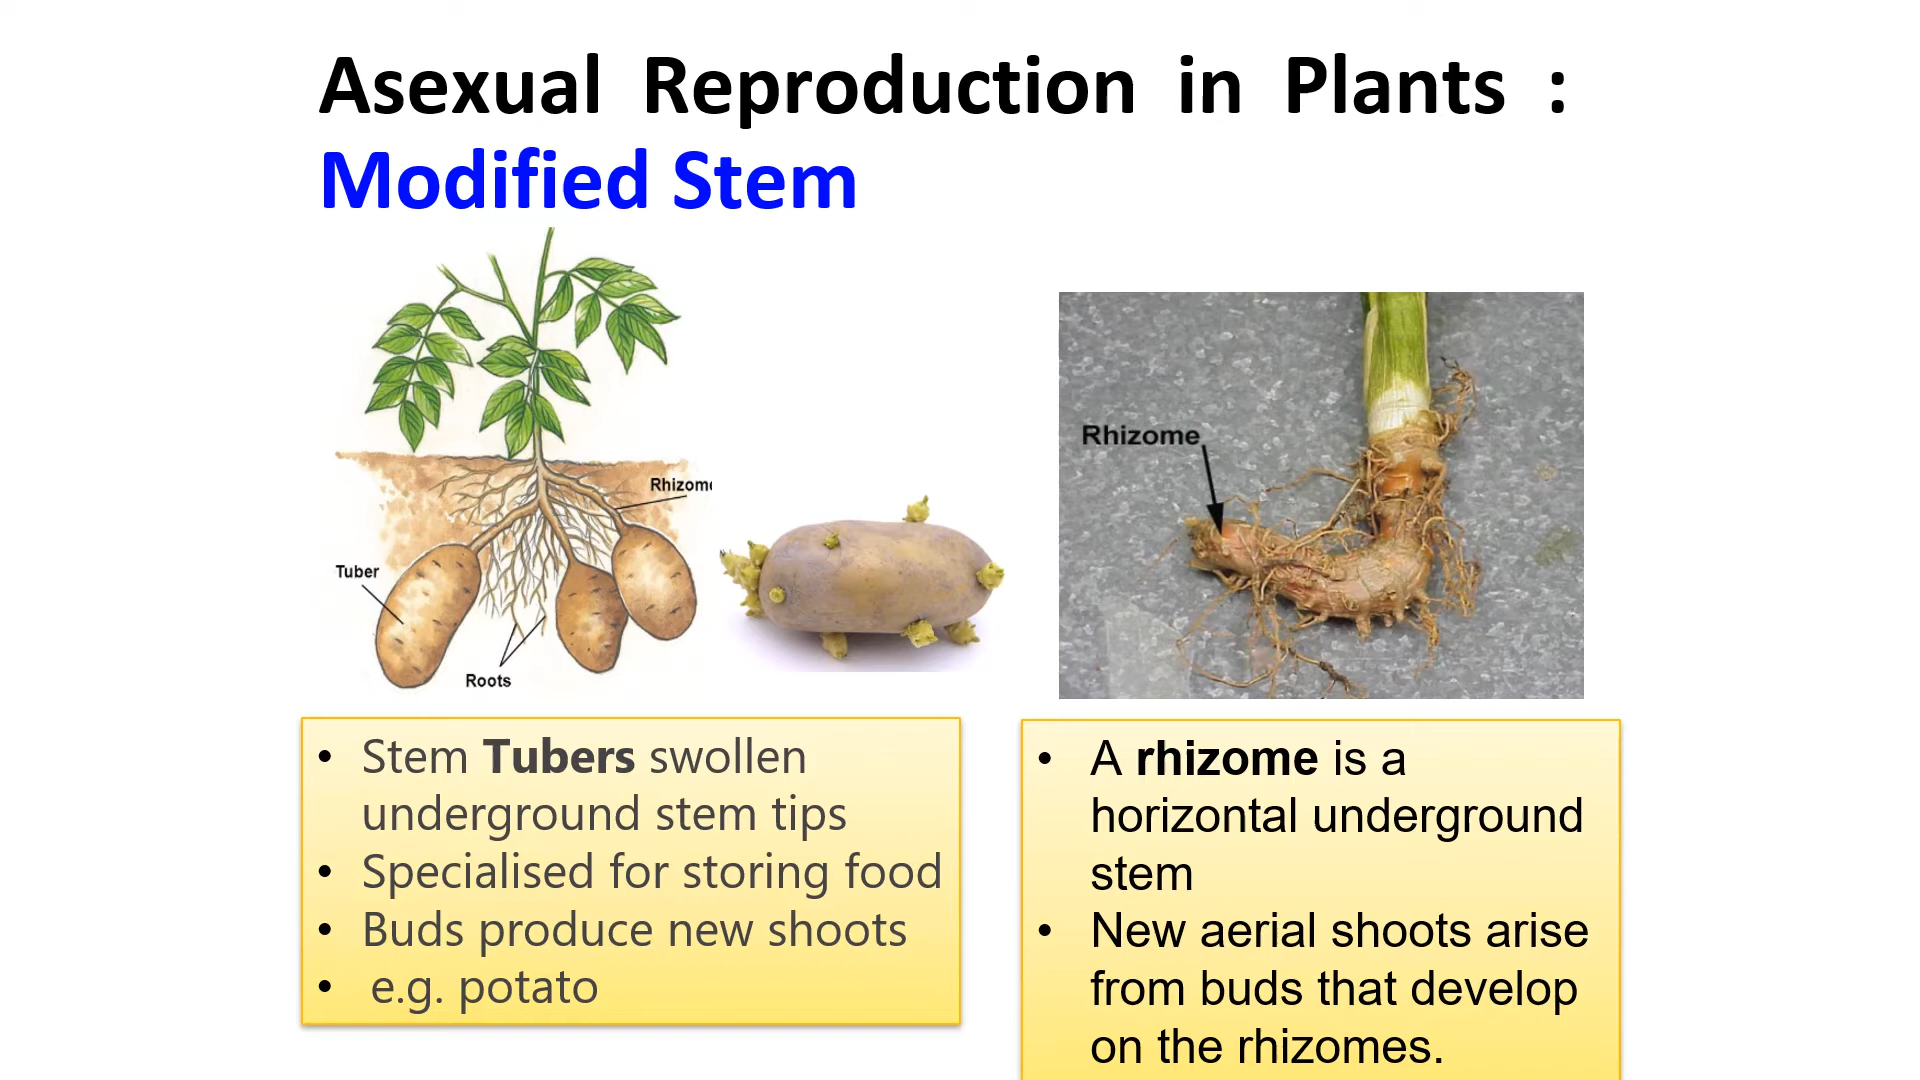 Asexual Reproduction in Plants :
Modified Stem
Rhizome
Rhizom
Tuber
Roots
• Stem Tubers swollen
underground stem tips
• Specialised for storing food
• Buds produce new shoots
• e.g. potato
• A rhizome is a
horizontal underground
stem
• New aerial shoots arise
from buds that develop
on the rhizomes.